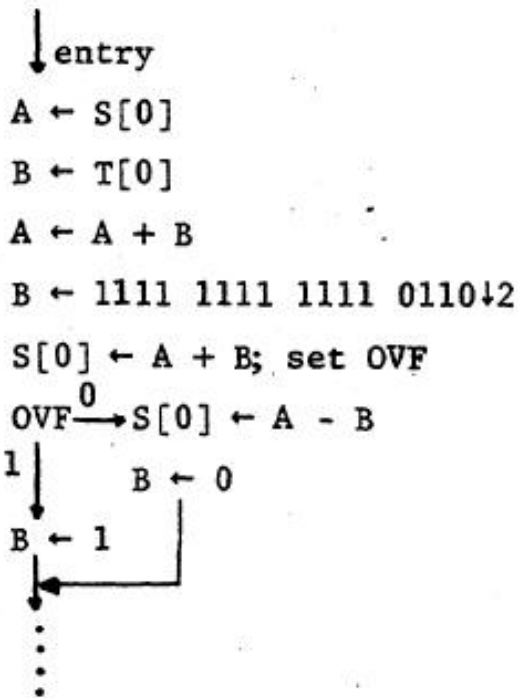 entry
A ← S[0]
B ← T[0]
A ← A + B
B ← 1111 1111 1111 0110↓2
S[0] ← A + B; set OVF
OVF 0 → S[0] ← A - B
1 B ← 0
B ← 1